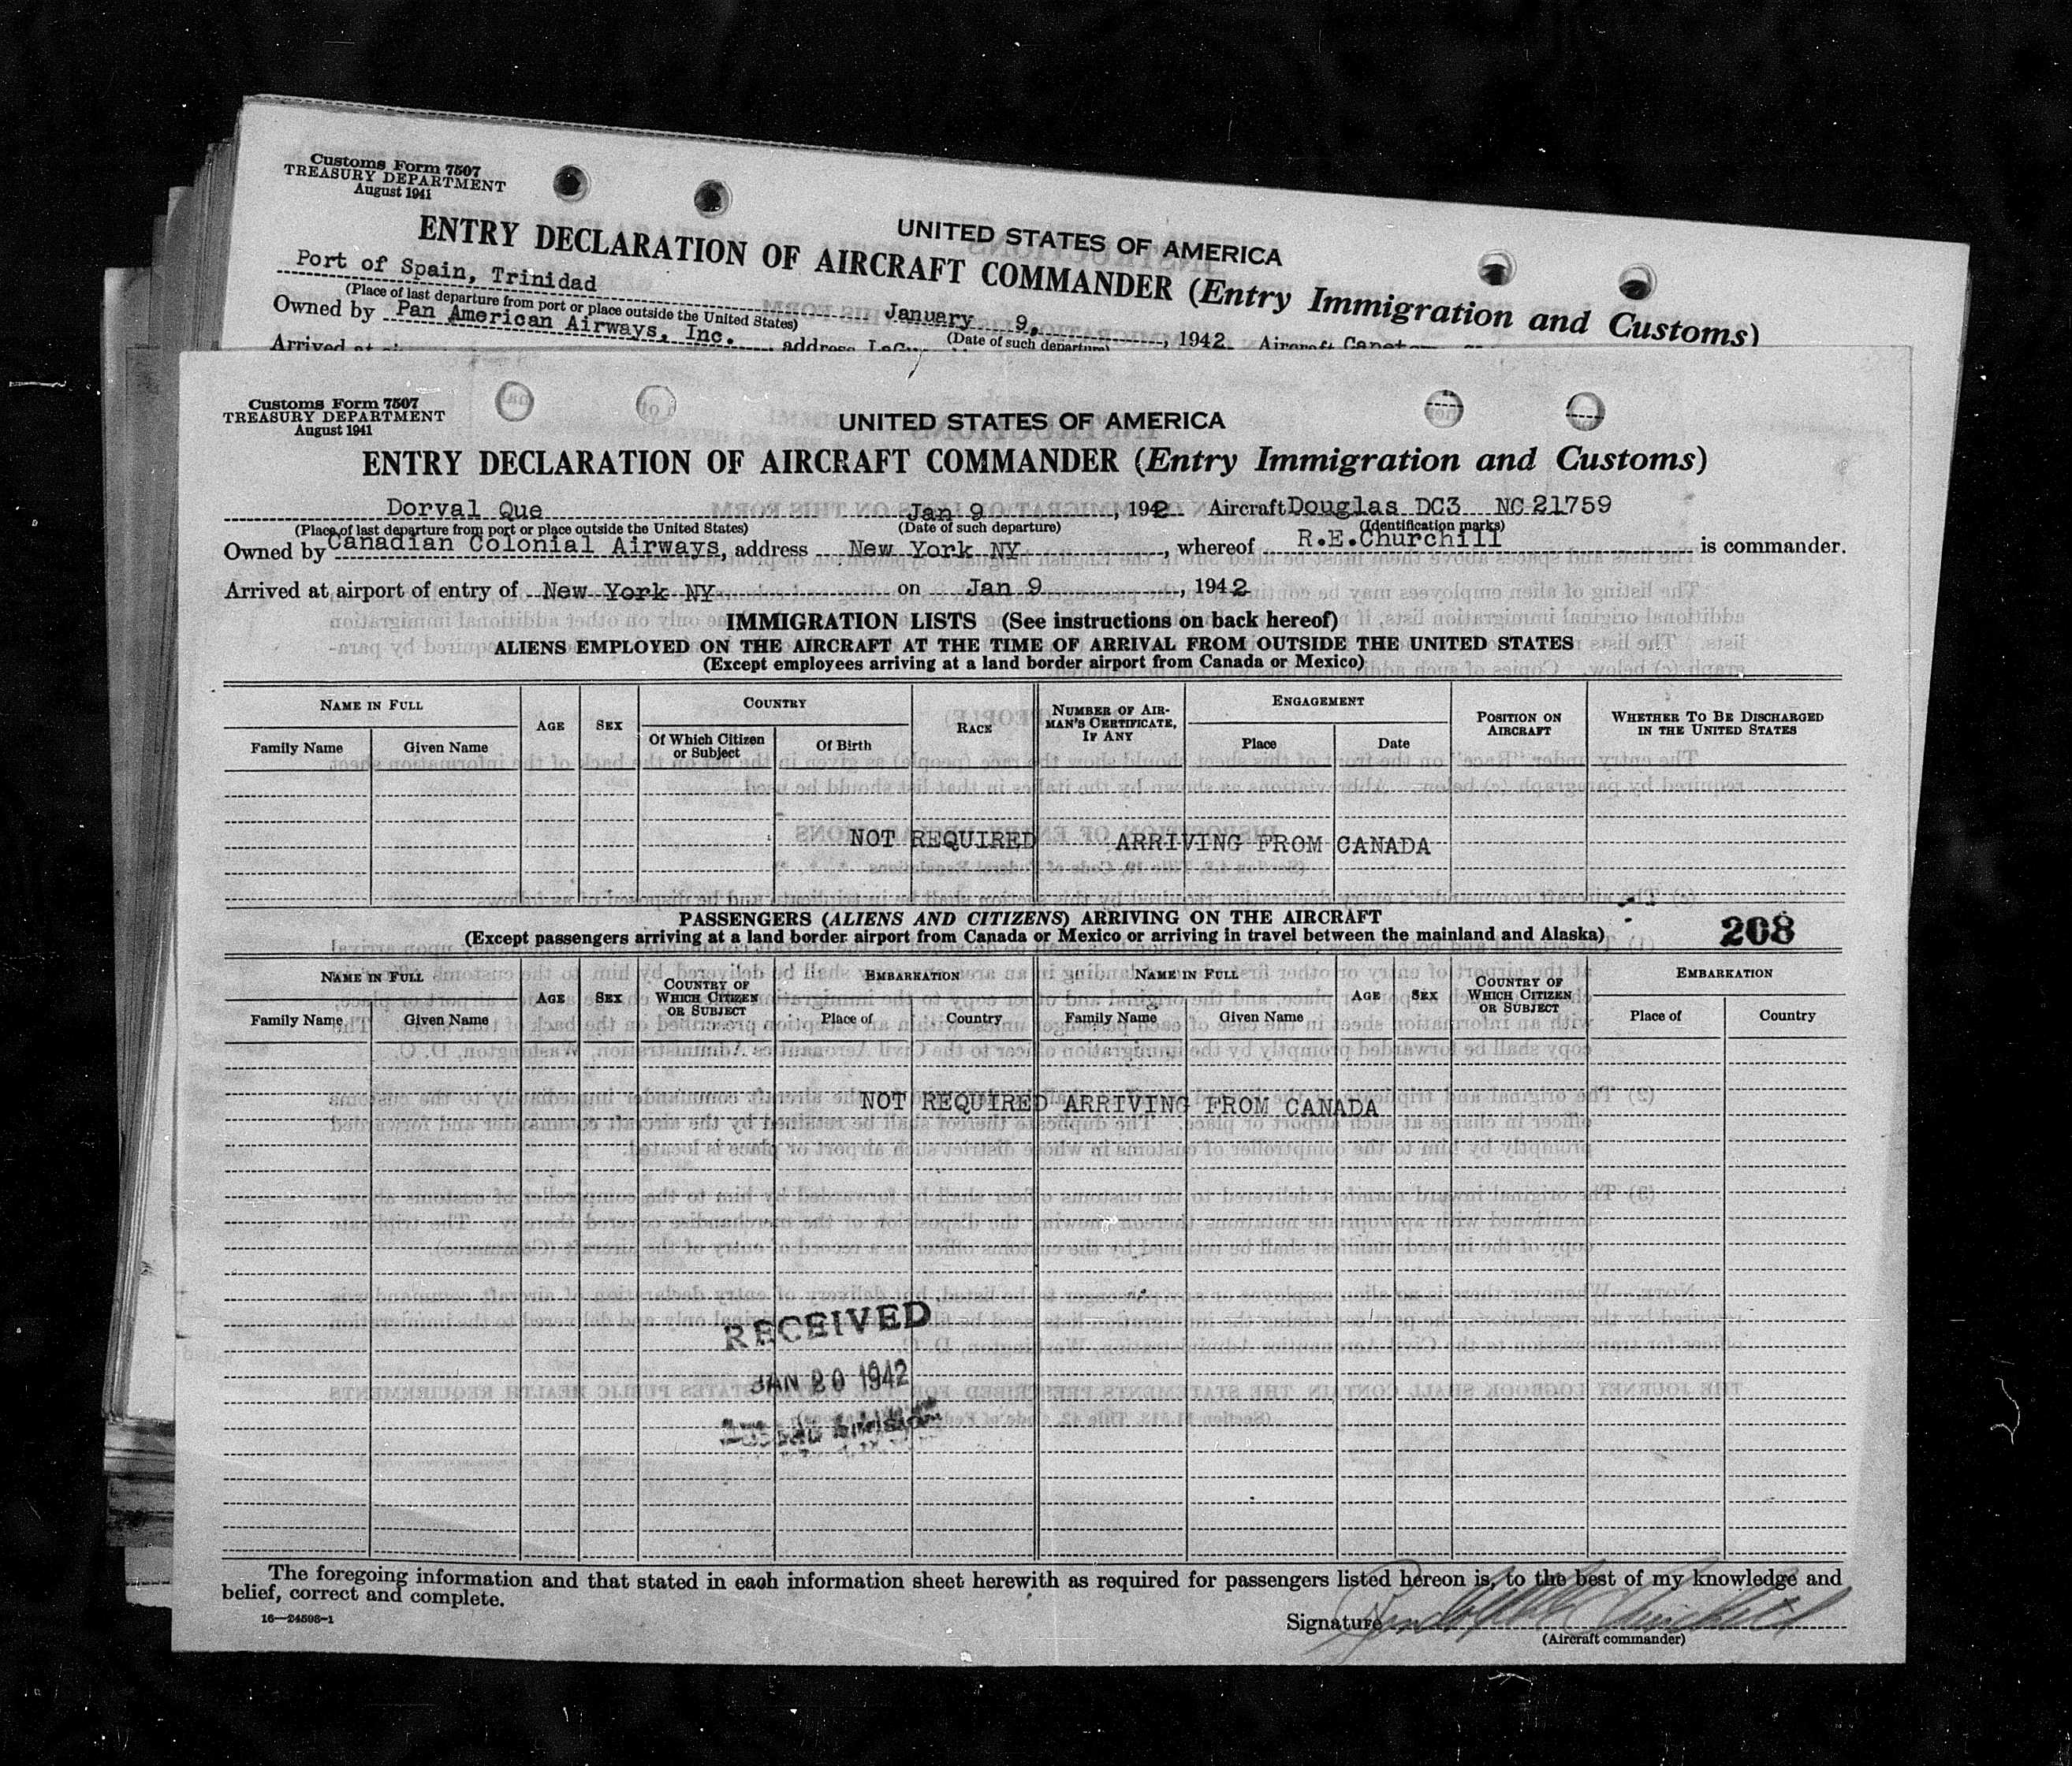 Customs Form 7507
TREASURY DEPARTMENT
August 1941
UNITED STATES OF AMERICA
ENTRY DECLARATION OF AIRCRAFT COMMANDER (Entry Immigration and Customs)
Port of Spain, Trinidad January 9, , 1942 Aircraft
(Place of last departure from port or place outside the United States) (Date of such departure)
Owned by Pan American Airways, Inc. address
Arrived at
Customs Form 7507
TREASURY DEPARTMENT
August 1941
UNITED STATES OF AMERICA
ENTRY DECLARATION OF AIRCRAFT COMMANDER (Entry Immigration and Customs)
Dorval Que Jan 9 , 1942 Aircraft Douglas DC3 NC 21759
(Place of last departure from port or place outside the United States) (Date of such departure) (Identification marks)
Owned by Canadian Colonial Airways, address New York NY , whereof R.E.Churchill is commander.
Arrived at airport of entry of New York NY on Jan 9 , 1942
IMMIGRATION LISTS (See instructions on back hereof)
ALIENS EMPLOYED ON THE AIRCRAFT AT THE TIME OF ARRIVAL FROM OUTSIDE THE UNITED STATES
(Except employees arriving at a land border airport from Canada or Mexico)
NAME IN FULL
Family Name Given Name
AGE
SEX
COUNTRY
Of Which Citizen or Subject
Of Birth
RACE
NUMBER OF AIRMAN'S CERTIFICATE, IF ANY
ENGAGEMENT
Place Date
POSITION ON AIRCRAFT
WHETHER TO BE DISCHARGED IN THE UNITED STATES
NOT REQUIRED ARRIVING FROM CANADA
PASSENGERS (ALIENS AND CITIZENS) ARRIVING ON THE AIRCRAFT
(Except passengers arriving at a land border airport from Canada or Mexico or arriving in travel between the mainland and Alaska)
208
NAME IN FULL
Family Name Given Name
AGE
SEX
COUNTRY OF WHICH CITIZEN OR SUBJECT
EMBARKATION
Place of Country
NAME IN FULL
Family Name Given Name
AGE
SEX
COUNTRY OF WHICH CITIZEN OR SUBJECT
EMBARKATION
Place of Country
NOT REQUIRED ARRIVING FROM CANADA
RECEIVED
JAN 20 1942
The foregoing information and that stated in each information sheet herewith as required for passengers listed hereon is, to the best of my knowledge and
belief, correct and complete.
16—24598-1
Signature
(Aircraft commander)